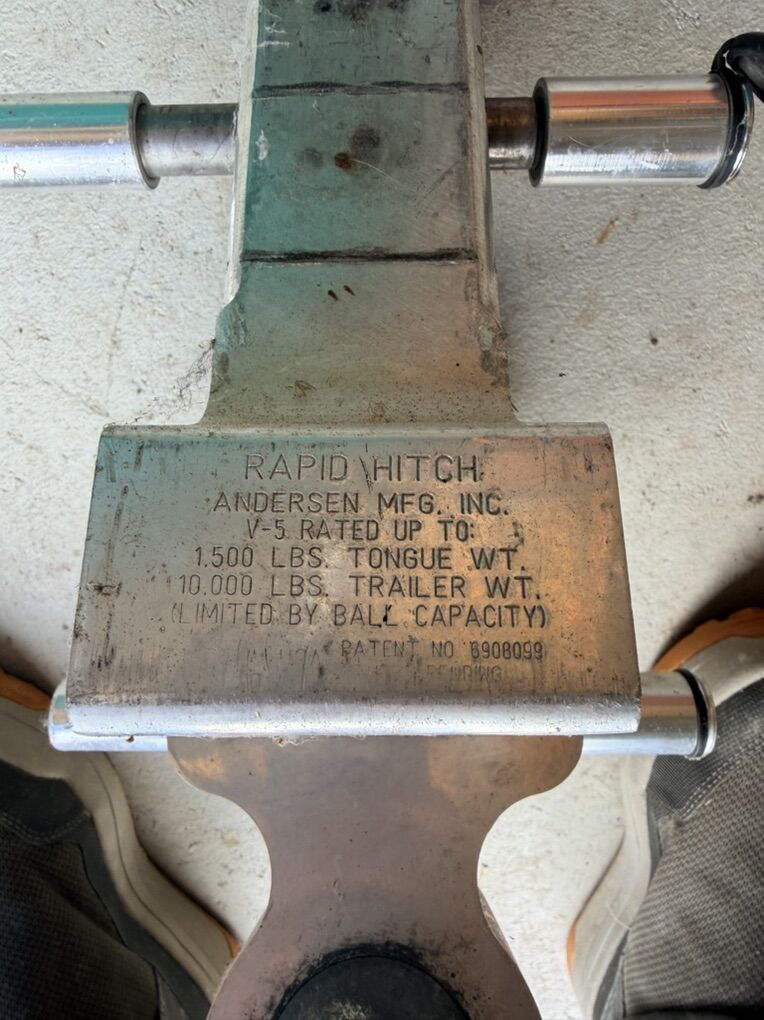 RAPID HITCH
ANDERSEN MFG. INC.
V-5 RATED UP TO:
1,500 LBS. TONGUE WT.
10,000 LBS. TRAILER WT.
(LIMITED BY BALL CAPACITY)
PATENT NO 6908099
PENDING